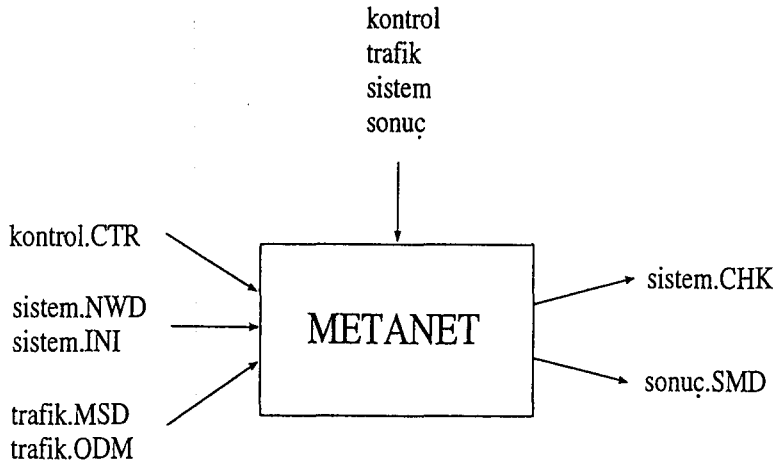 kontrol
trafik
sistem
sonuç
kontrol.CTR
sistem.NWD
sistem.INI
trafik.MSD
trafik.ODM
METANET
sistem.CHK
sonuç.SMD